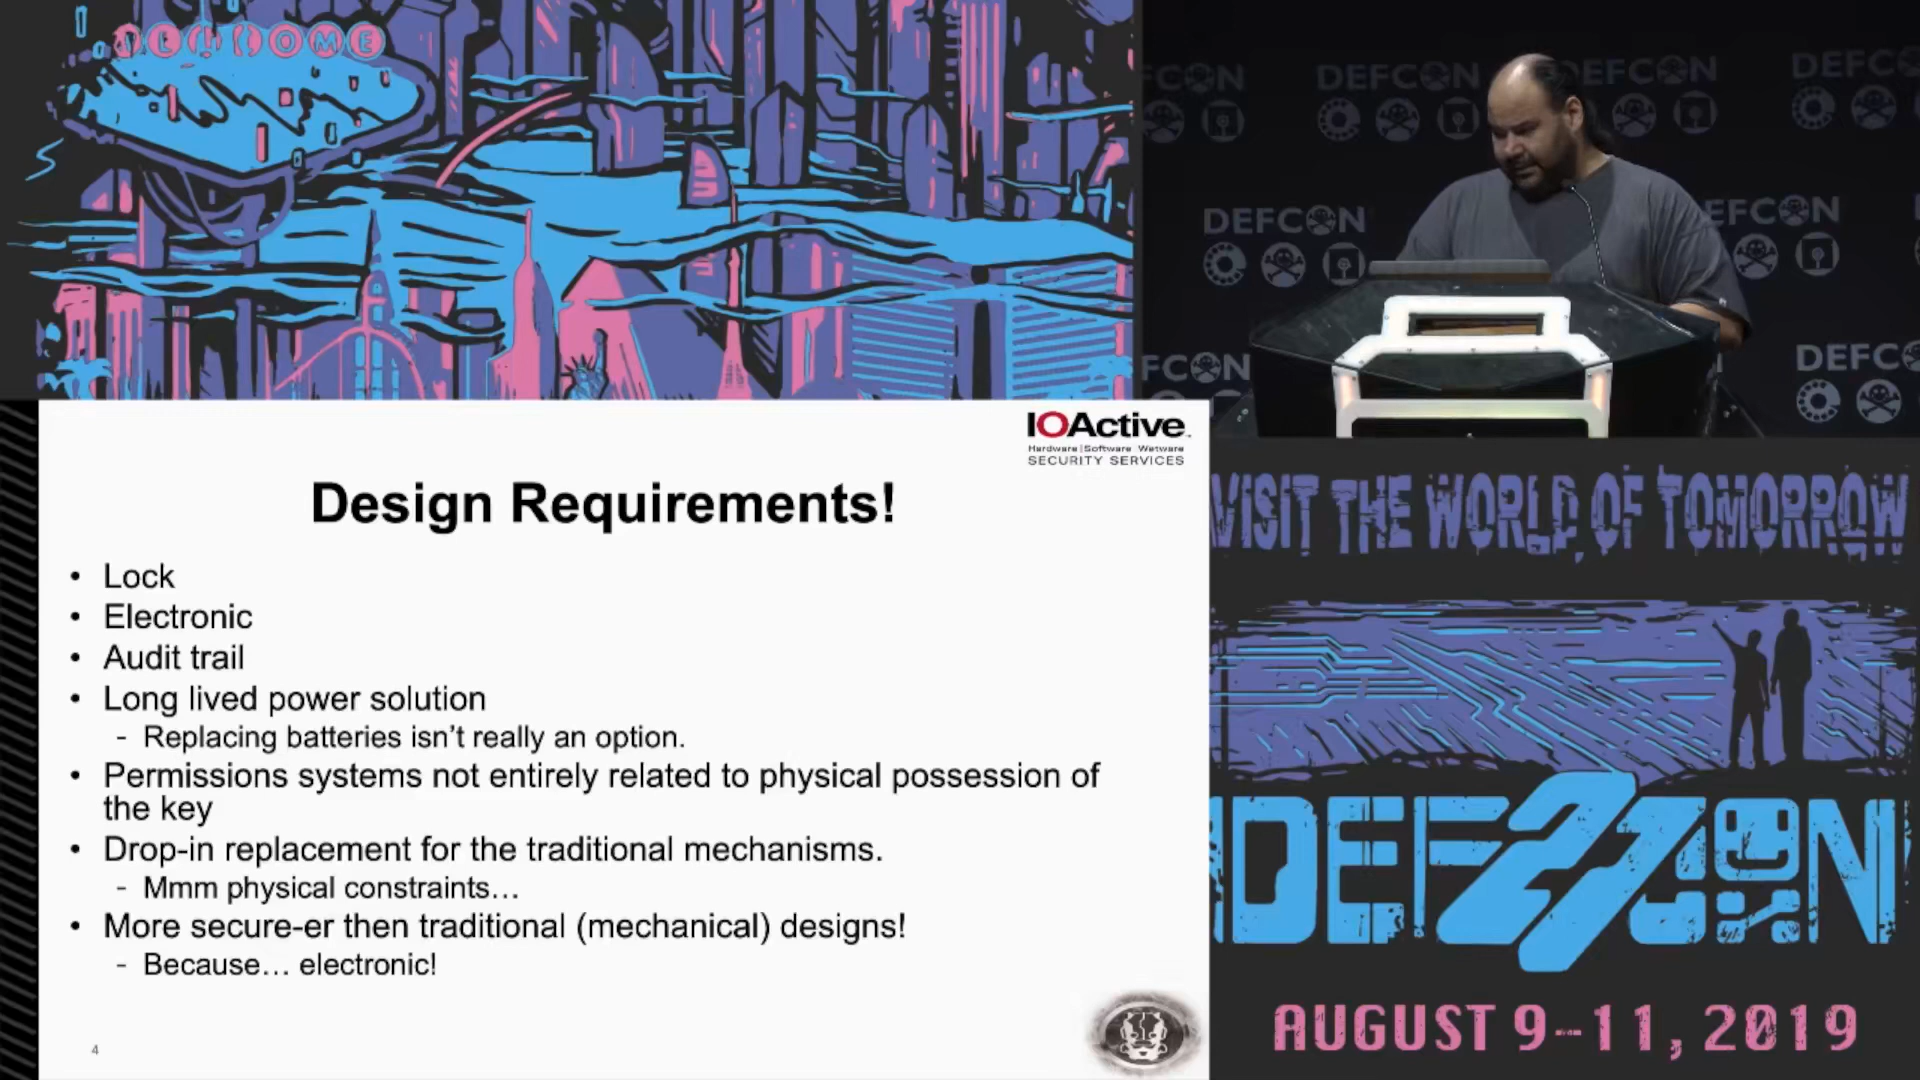 WELCOME
DEFCON DEFCON DEFCON
DEFCON
DEFCON
IOActive
Hardware | Software Wetware
SECURITY SERVICES
Design Requirements!
• Lock
• Electronic
• Audit trail
• Long lived power solution
- Replacing batteries isn't really an option.
• Permissions systems not entirely related to physical possession of
the key
• Drop-in replacement for the traditional mechanisms.
- Mmm physical constraints…
• More secure-er then traditional (mechanical) designs!
- Because… electronic!
4
VISIT THE WORLD OF TOMORROW
DEF27CON
AUGUST 9-11, 2019